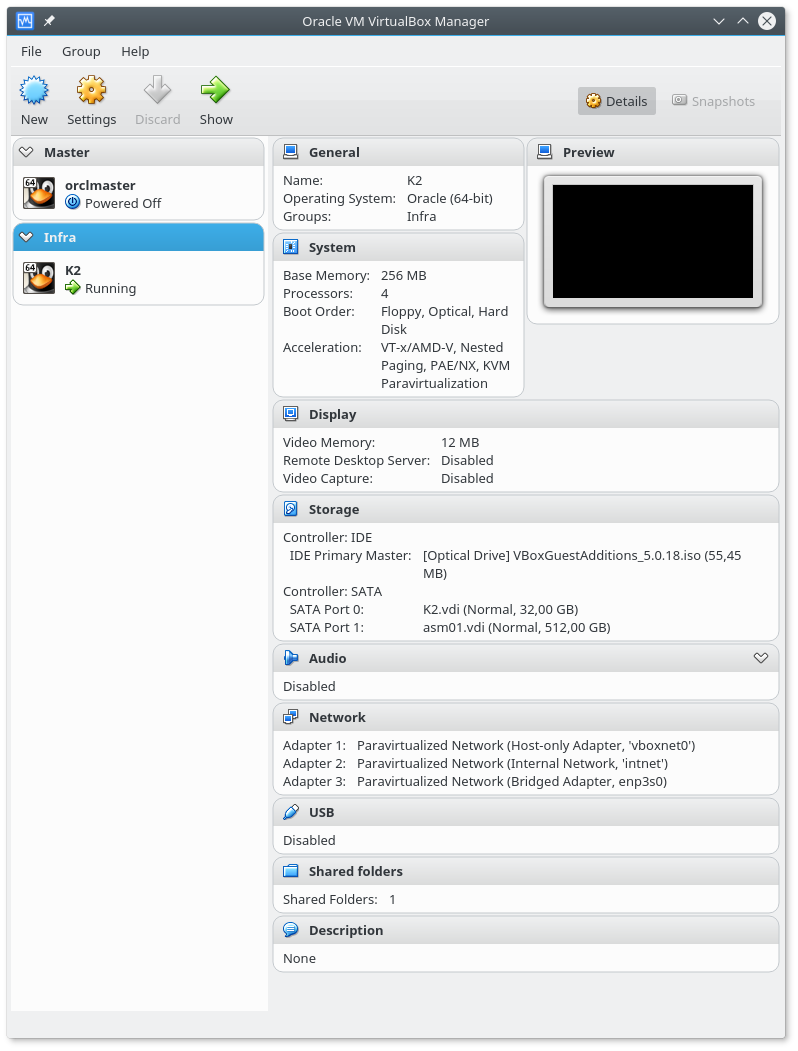 Oracle VM VirtualBox Manager
File Group Help
New Settings Discard Show
Details Snapshots
Master
64
orclmaster
Powered Off
Infra
64
K2
Running
General
Name: K2
Operating System: Oracle (64-bit)
Groups: Infra
Preview
System
Base Memory: 256 MB
Processors: 4
Boot Order: Floppy, Optical, Hard
Disk
Acceleration: VT-x/AMD-V, Nested
Paging, PAE/NX, KVM
Paravirtualization
Display
Video Memory: 12 MB
Remote Desktop Server: Disabled
Video Capture: Disabled
Storage
Controller: IDE
IDE Primary Master: [Optical Drive] VBoxGuestAdditions_5.0.18.iso (55,45
MB)
Controller: SATA
SATA Port 0: K2.vdi (Normal, 32,00 GB)
SATA Port 1: asm01.vdi (Normal, 512,00 GB)
Audio
Disabled
Network
Adapter 1: Paravirtualized Network (Host-only Adapter, 'vboxnet0')
Adapter 2: Paravirtualized Network (Internal Network, 'intnet')
Adapter 3: Paravirtualized Network (Bridged Adapter, enp3s0)
USB
Disabled
Shared folders
Shared Folders: 1
Description
None